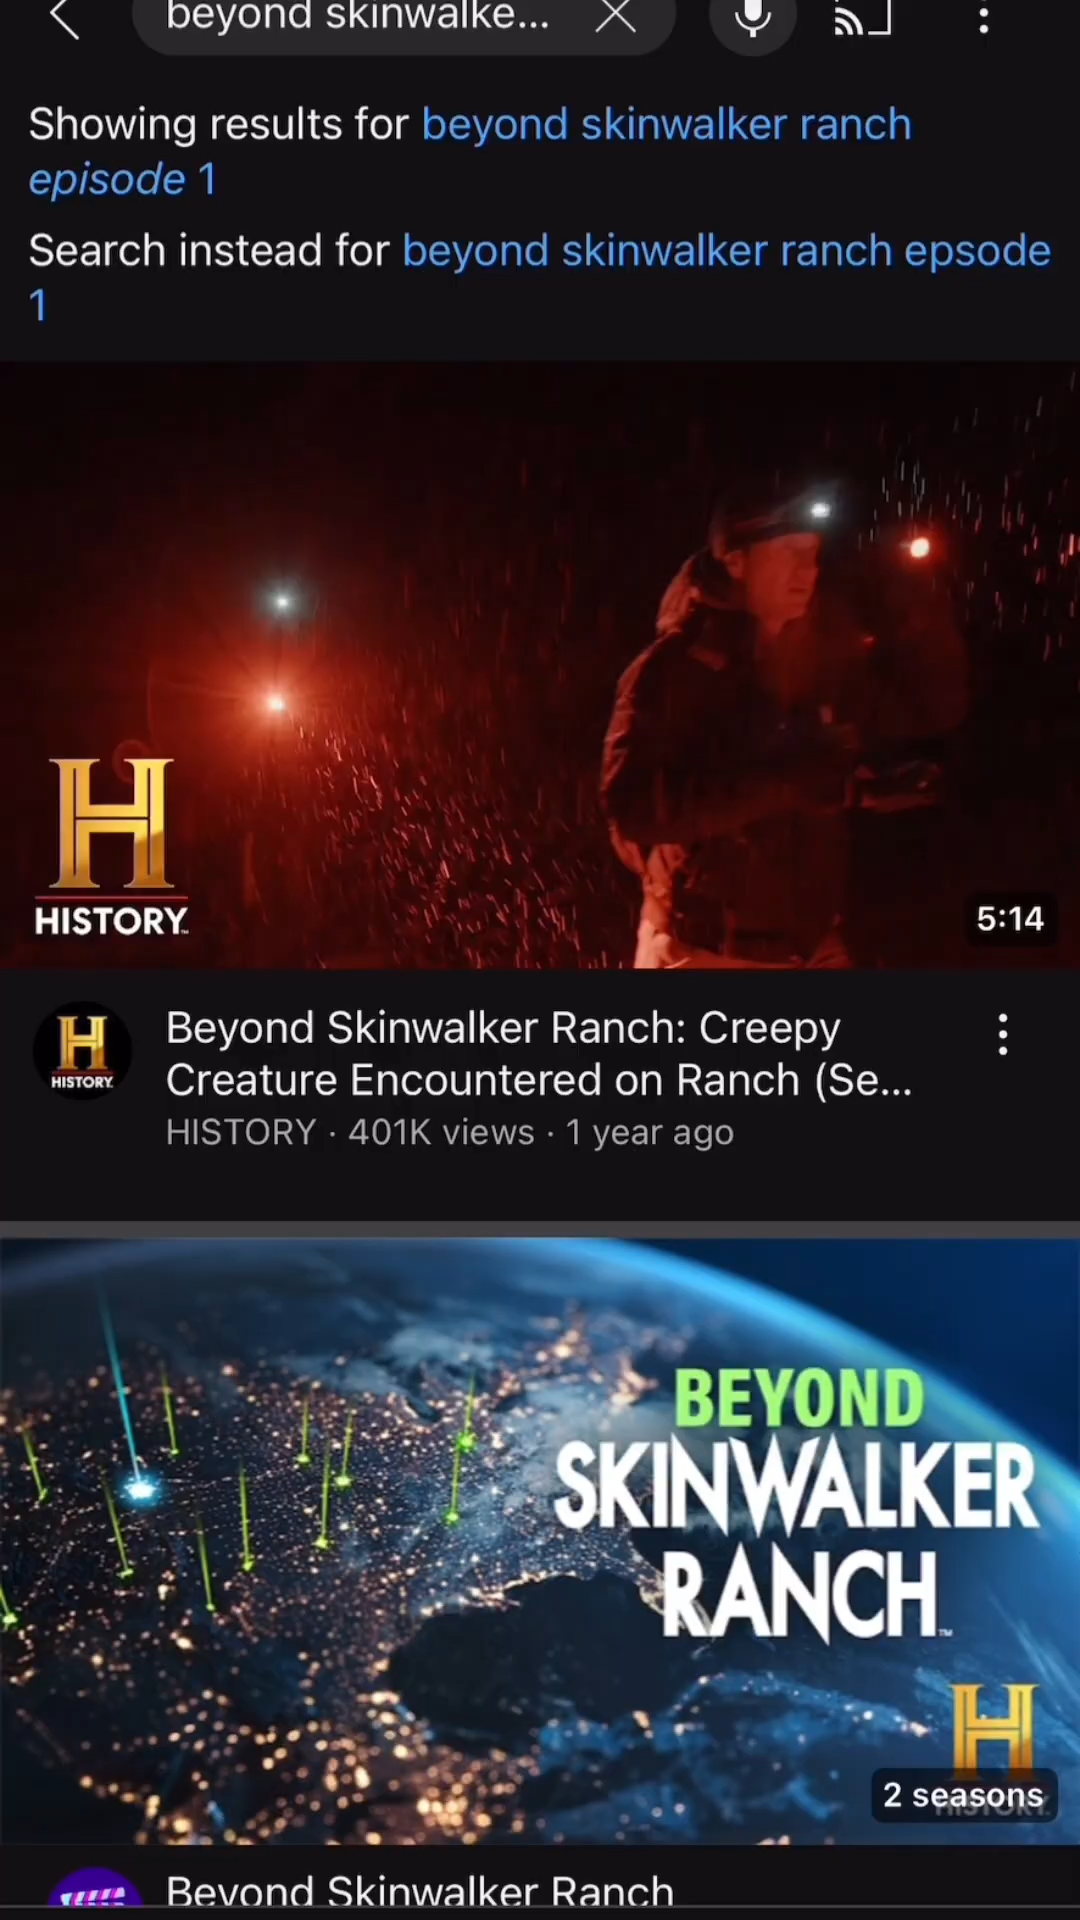 beyond skinwalke...
Showing results for beyond skinwalker ranch
episode 1
Search instead for beyond skinwalker ranch epsode
1
H
HISTORY
5:14
H
HISTORY
Beyond Skinwalker Ranch: Creepy
Creature Encountered on Ranch (Se...
HISTORY · 401K views · 1 year ago
BEYOND
SKINWALKER
RANCH
TM
H
HISTORY
2 seasons
Beyond Skinwalker Ranch